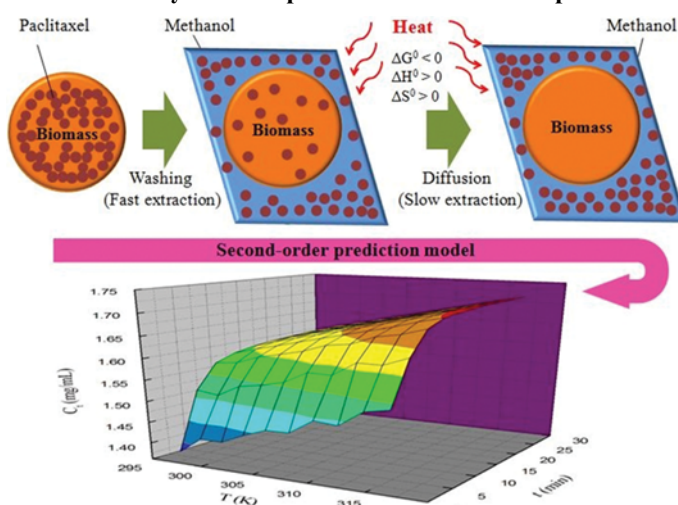 Paclitaxel
Methanol
Heat
Methanol
ΔG⁰ < 0
ΔH⁰ > 0
ΔS⁰ > 0
Biomass
Biomass
Biomass
Washing
(Fast extraction)
Diffusion
(Slow extraction)
Second-order prediction model
1.75
1.70
1.65
1.60
1.55
1.50
1.45
1.40
Cₜ (mg/mL)
295
300
305
310
315
T (K)
5
10
15
20
25
30
t (min)